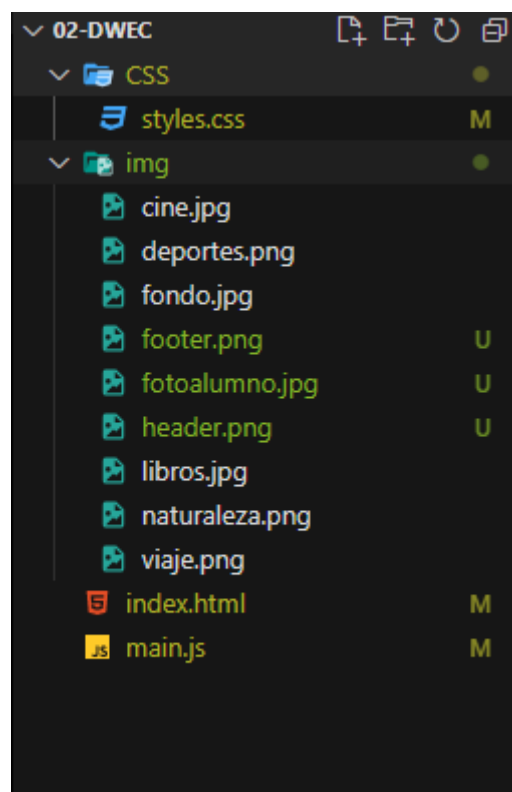 02-DWEC
CSS
styles.css M
img
cine.jpg
deportes.png
fondo.jpg
footer.png U
fotoalumno.jpg U
header.png U
libros.jpg
naturaleza.png
viaje.png
index.html M
JS main.js M